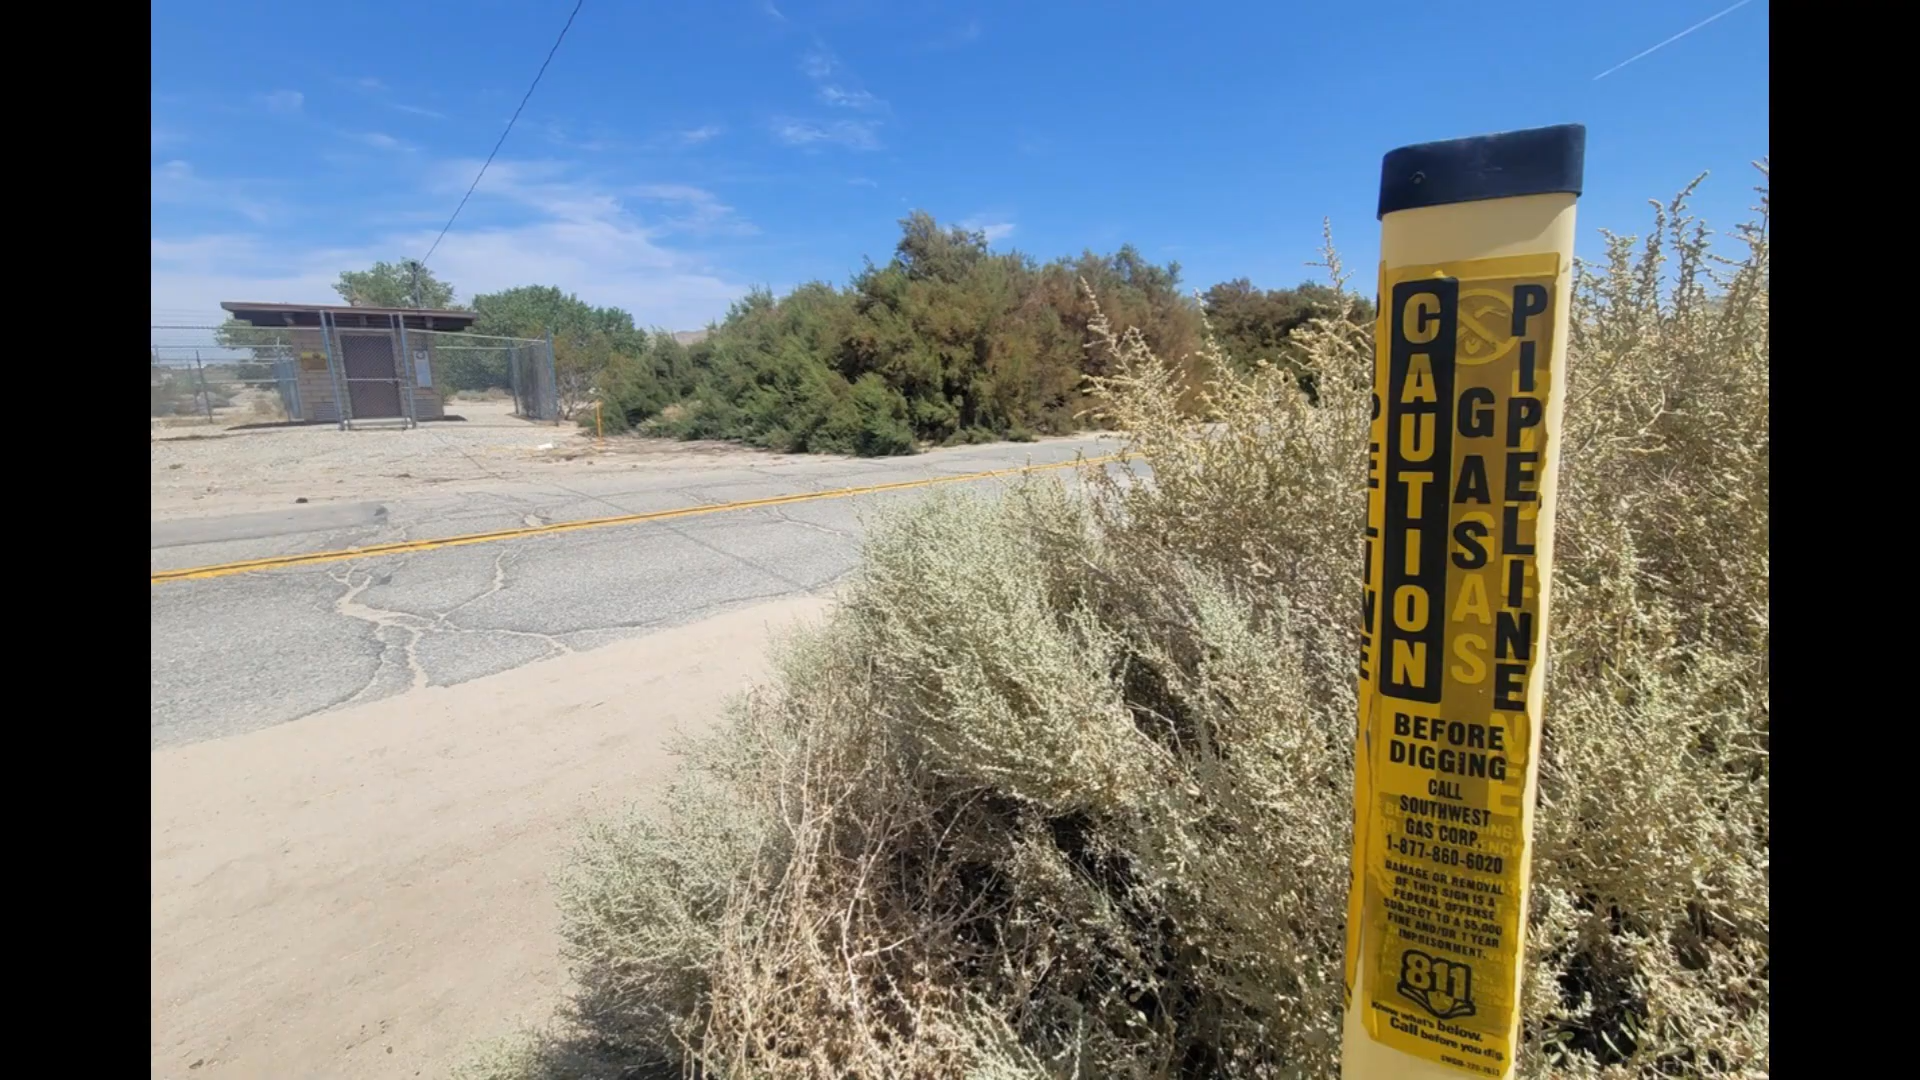 CAUTION
GAS
PIPELINE
BEFORE
DIGGING
CALL
SOUTHWEST
GAS CORP.
1-877-860-6020
DAMAGE OR REMOVAL
OF THIS SIGN IS A
FEDERAL OFFENSE
SUBJECT TO A $5,000
FINE AND/OR 1 YEAR
IMPRISONMENT.
811
Know what's below.
Call before you dig.